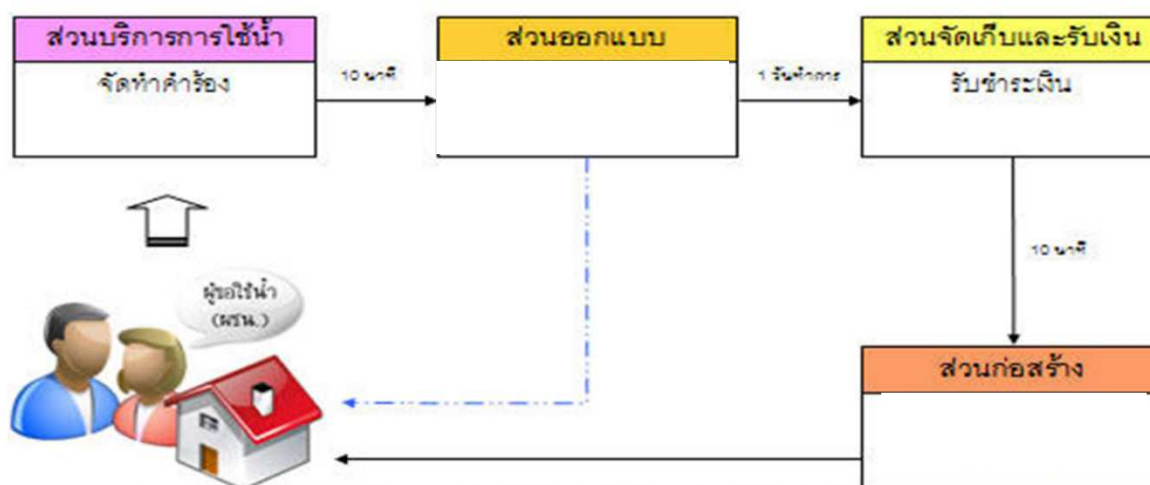 ส่วนบริการการใช้น้ำ
จัดทำคำร้อง
10 นาที
ส่วนออกแบบ
1 วันทำการ
ส่วนจัดเก็บและรับเงิน
รับชำระเงิน
10 นาที
ผู้ขอใช้น้ำ
(ผชน.)
ส่วนก่อสร้าง